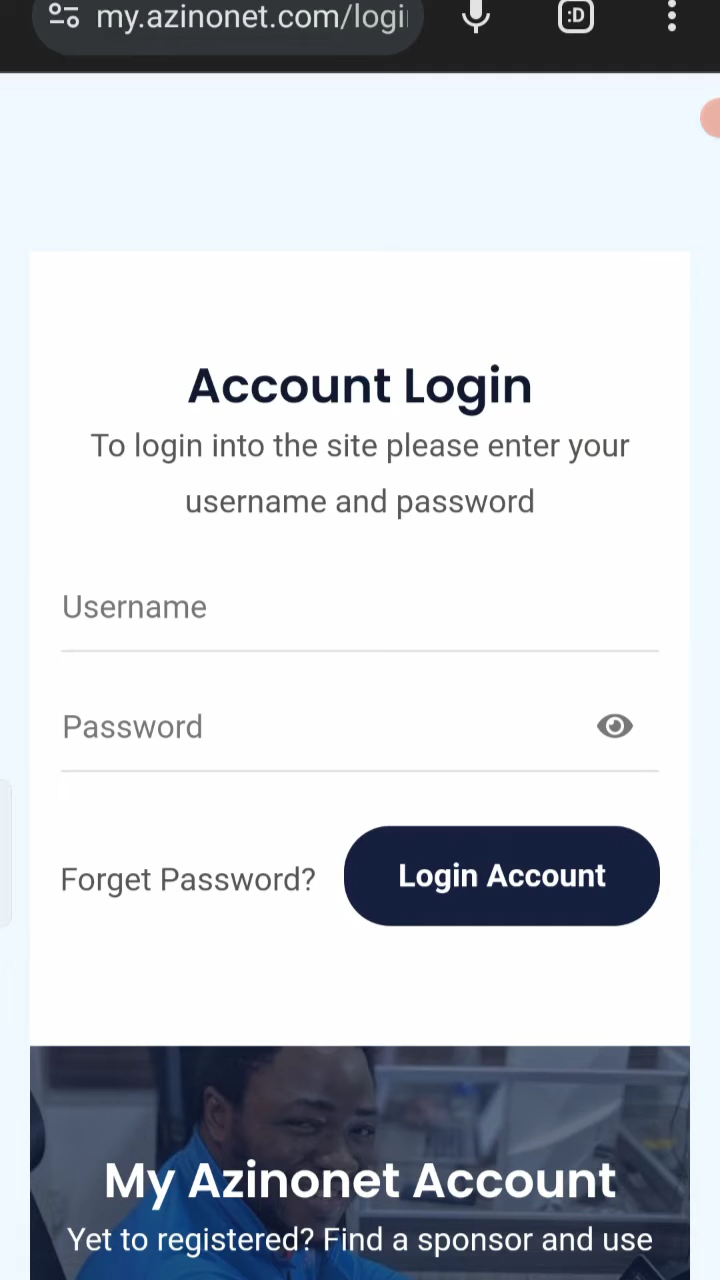 my.azinonet.com/logi
:D
Account Login
To login into the site please enter your
username and password
Username
Password
Forget Password?
Login Account
My Azinonet Account
Yet to registered? Find a sponsor and use